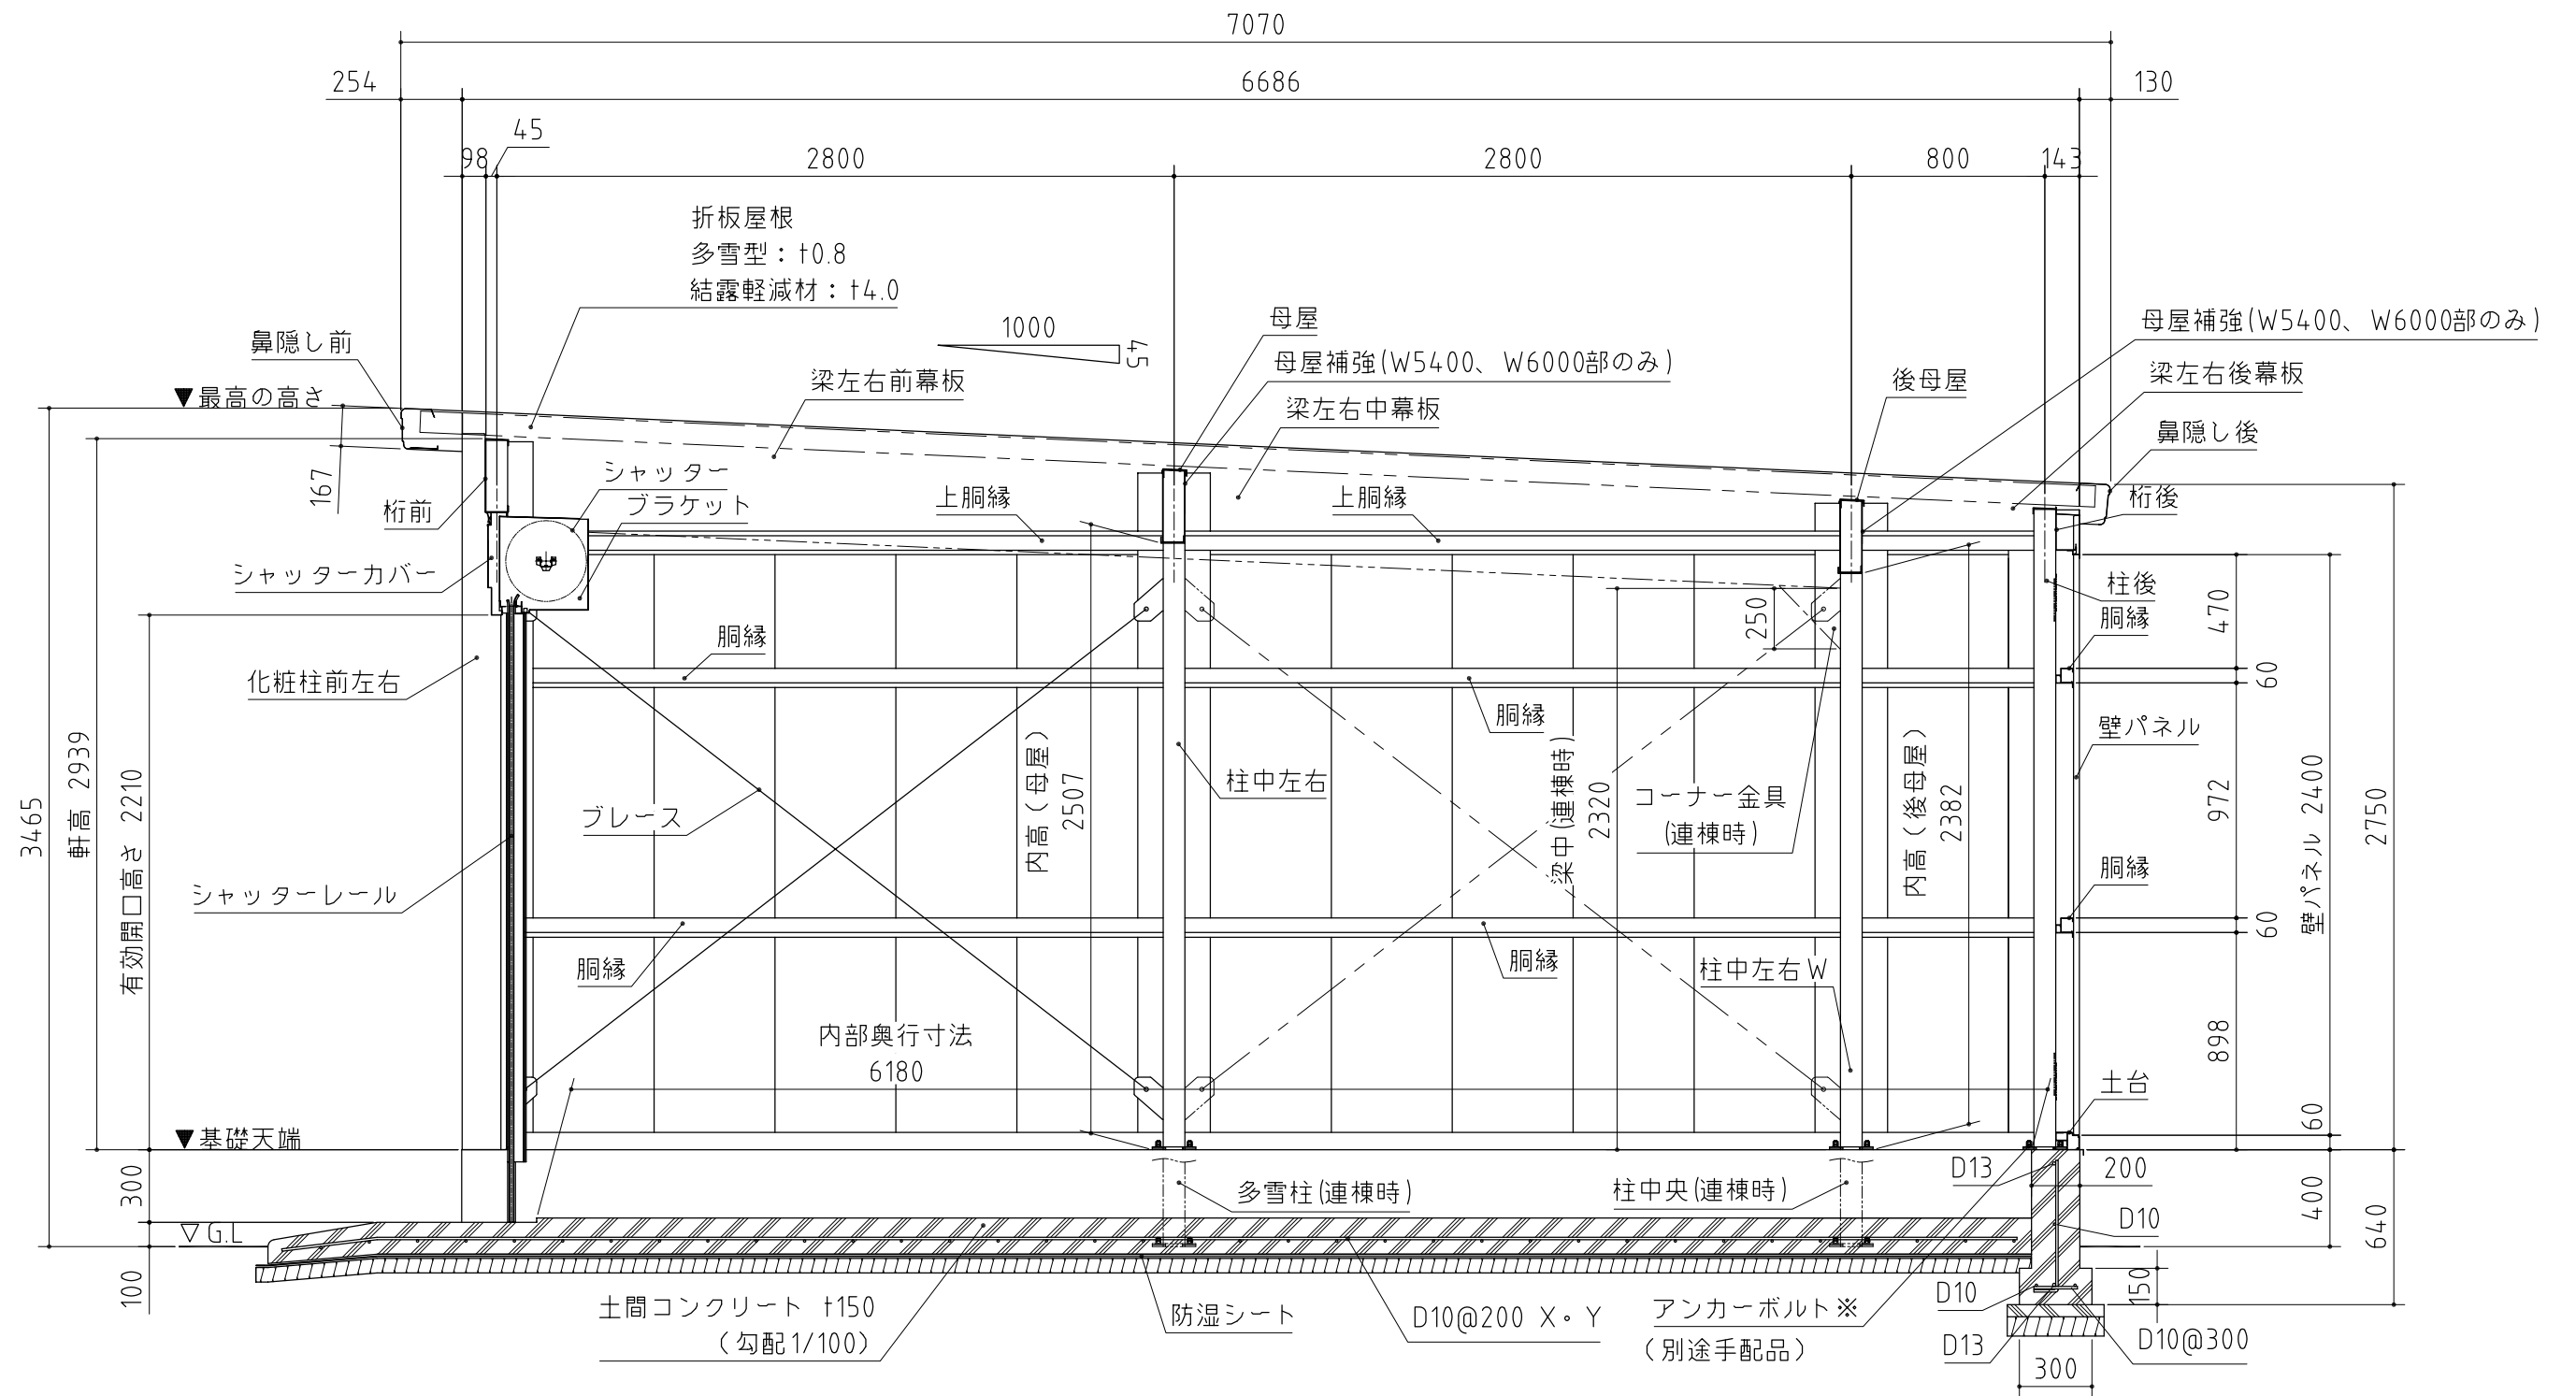 7070
254
6686
130
45
98
2800
2800
800
143
折板屋根
多雪型：t0.8
結露軽減材：t4.0
1000
45
母屋
母屋補強(W5400、W6000部のみ)
母屋補強(W5400、W6000部のみ)
鼻隠し前
梁左右前幕板
後母屋
梁左右後幕板
▼最高の高さ
梁左右中幕板
鼻隠し後
167
桁前
シャッター
ブラケット
上胴縁
上胴縁
桁後
シャッターカバー
柱後
胴縁
250
470
胴縁
60
化粧柱前左右
胴縁
壁パネル
3465
軒高 2939
有効開口高さ 2210
内高(母屋)
2507
柱中左右
梁中(連棟時)
2320
コーナー金具
(連棟時)
内高(後母屋)
2382
972
壁パネル 2400
2750
ブレース
シャッターレール
胴縁
60
胴縁
胴縁
柱中左右W
内部奥行寸法
6180
898
土台
60
▼基礎天端
300
多雪柱(連棟時)
柱中央(連棟時)
D13
200
400
▽G.L
D10
640
100
土間コンクリート t150
(勾配1/100)
防湿シート
D10@200 X・Y
アンカーボルト※
(別途手配品)
D10
150
D13
D10@300
300